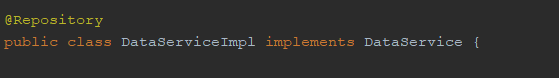 @Repository
public class DataServiceImpl implements DataService {